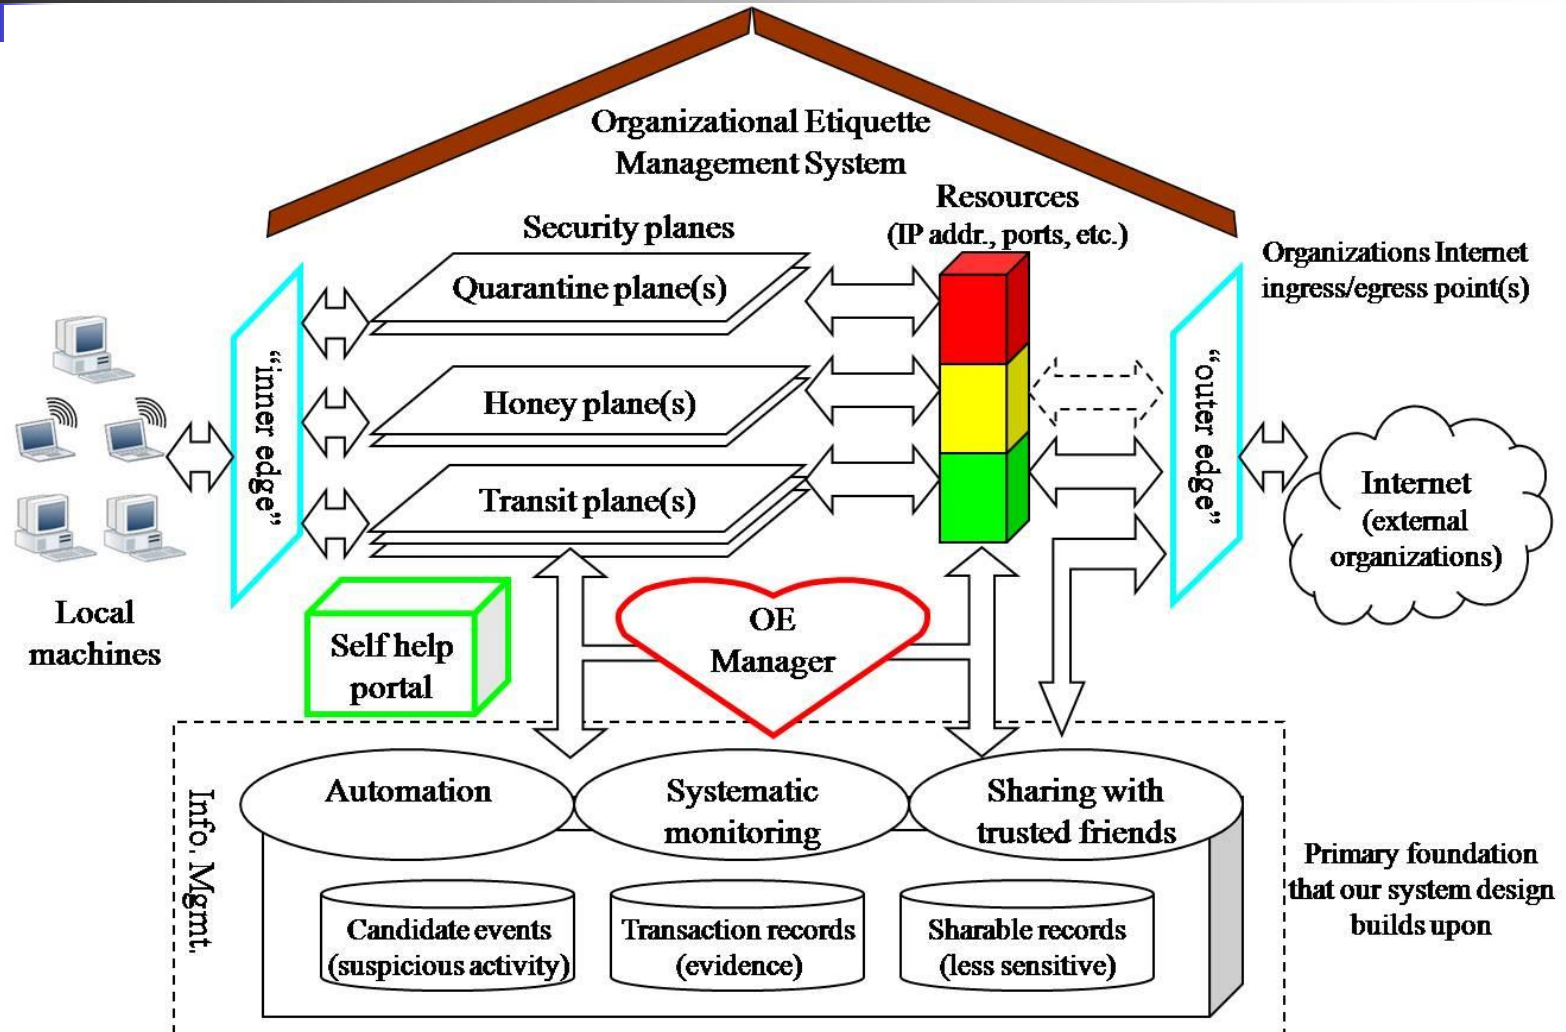 Organizational Etiquette
Management System
Resources
(IP addr., ports, etc.)
Security planes
Organizations Internet
ingress/egress point(s)
Quarantine plane(s)
Honey plane(s)
Transit plane(s)
“inner edge”
“outer edge”
Internet
(external
organizations)
Local
machines
Self help
portal
OE
Manager
Info. Mgmt.
Automation
Systematic
monitoring
Sharing with
trusted friends
Candidate events
(suspicious activity)
Transaction records
(evidence)
Sharable records
(less sensitive)
Primary foundation
that our system design
builds upon